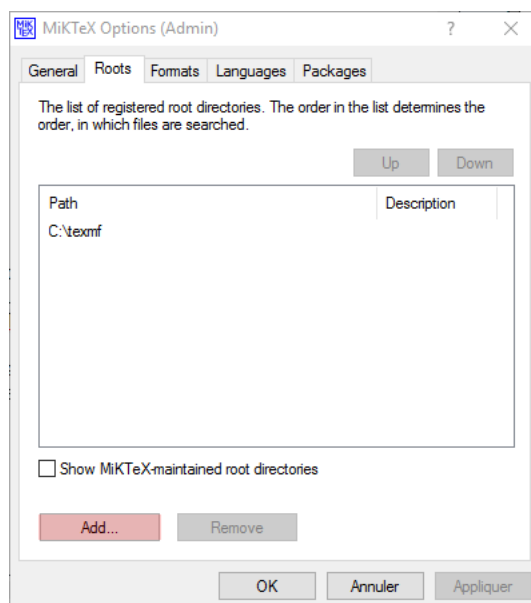 MiKTeX Options (Admin)
General Roots Formats Languages Packages
The list of registered root directories. The order in the list determines the
order, in which files are searched.
Up Down
Path Description
C:\texmf
Show MiKTeX-maintained root directories
Add... Remove
OK Annuler Appliquer